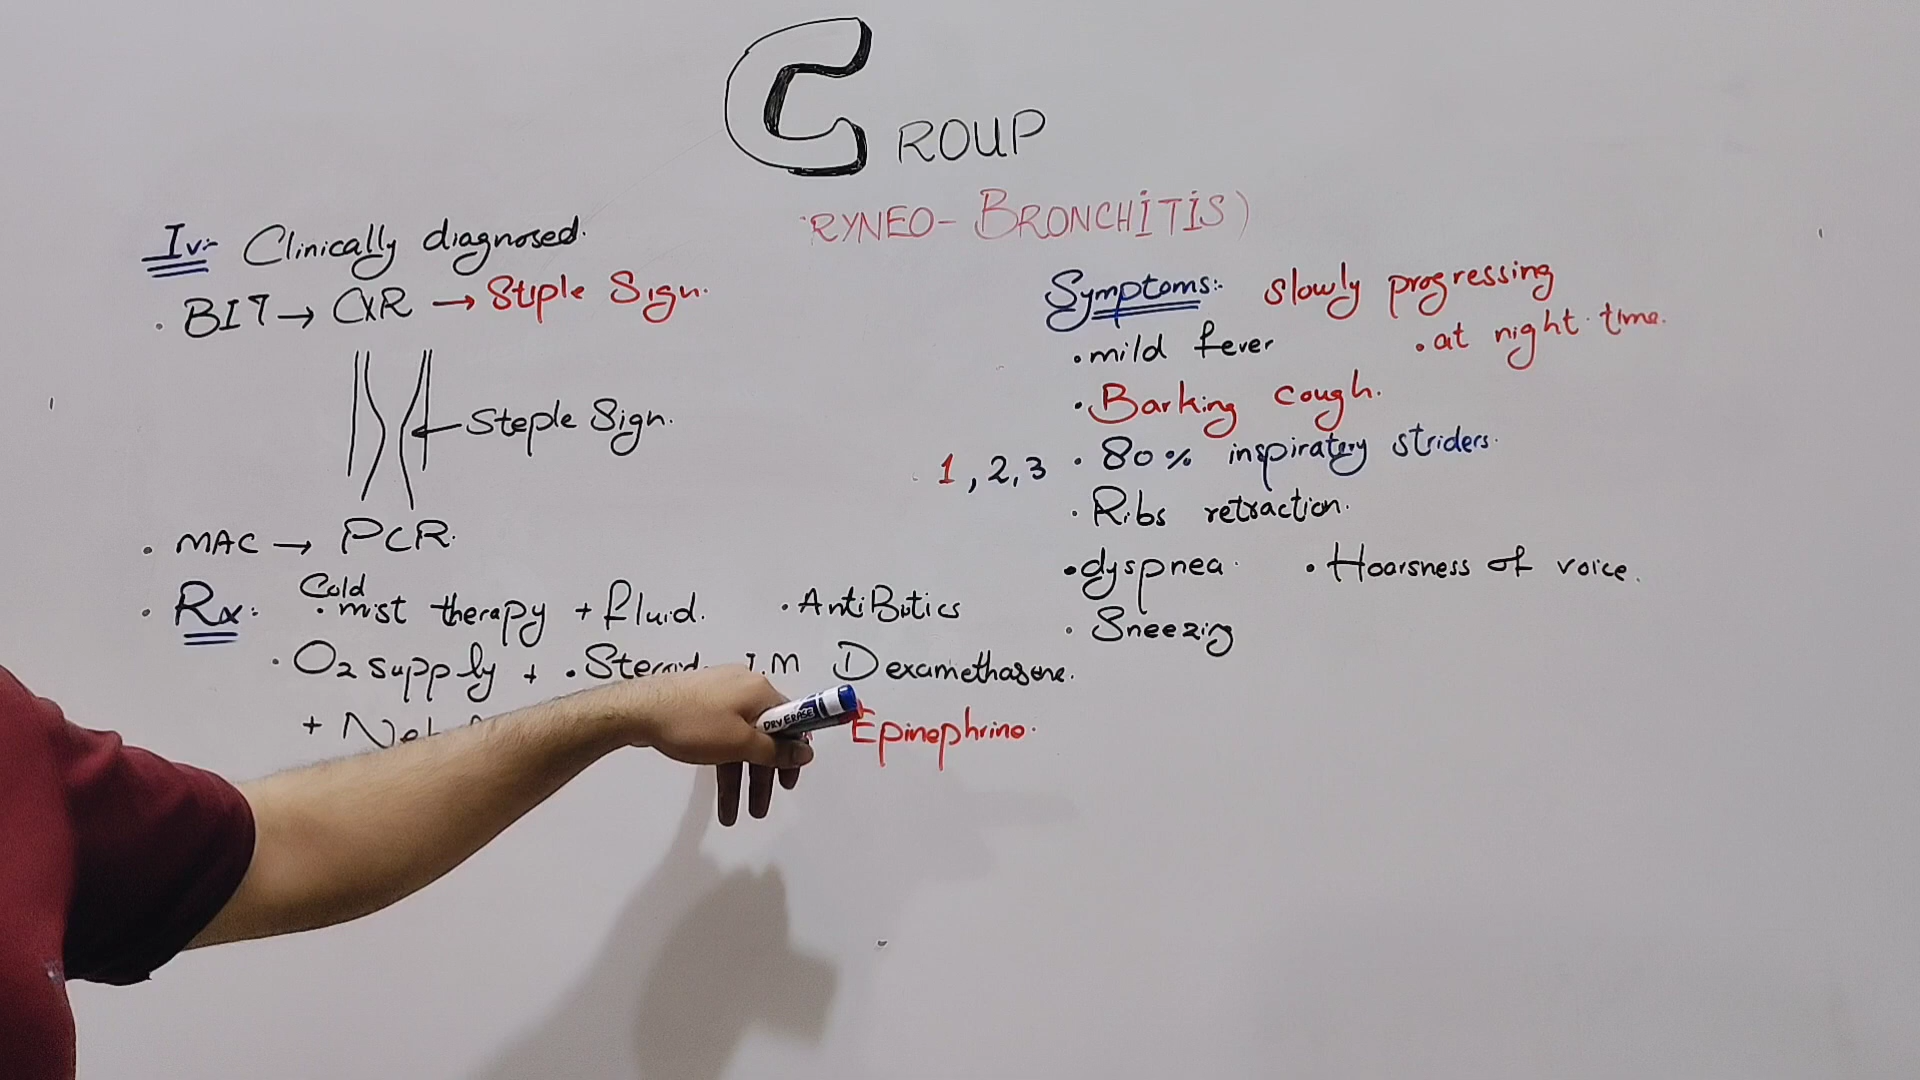 CROUP
RYNEO-BRONCHITIS)
Iv:- Clinically diagnosed.
· BIT → CXR → Stiple Sign.
Steple Sign.
· MAC → PCR.
· Rx: Cold
· mist therapy + fluid. · AntiBiotics
· O2 supply + · Steroid I.M Dexamethasone.
+ Epinephrine.
DRY ERASE
Symptoms:- slowly progressing
· mild fever · at night time.
· Barking cough.
1, 2, 3 · 80% inspiratory striders.
· Ribs retraction.
· dyspnea · Hoarsness of voice.
· Sneezing